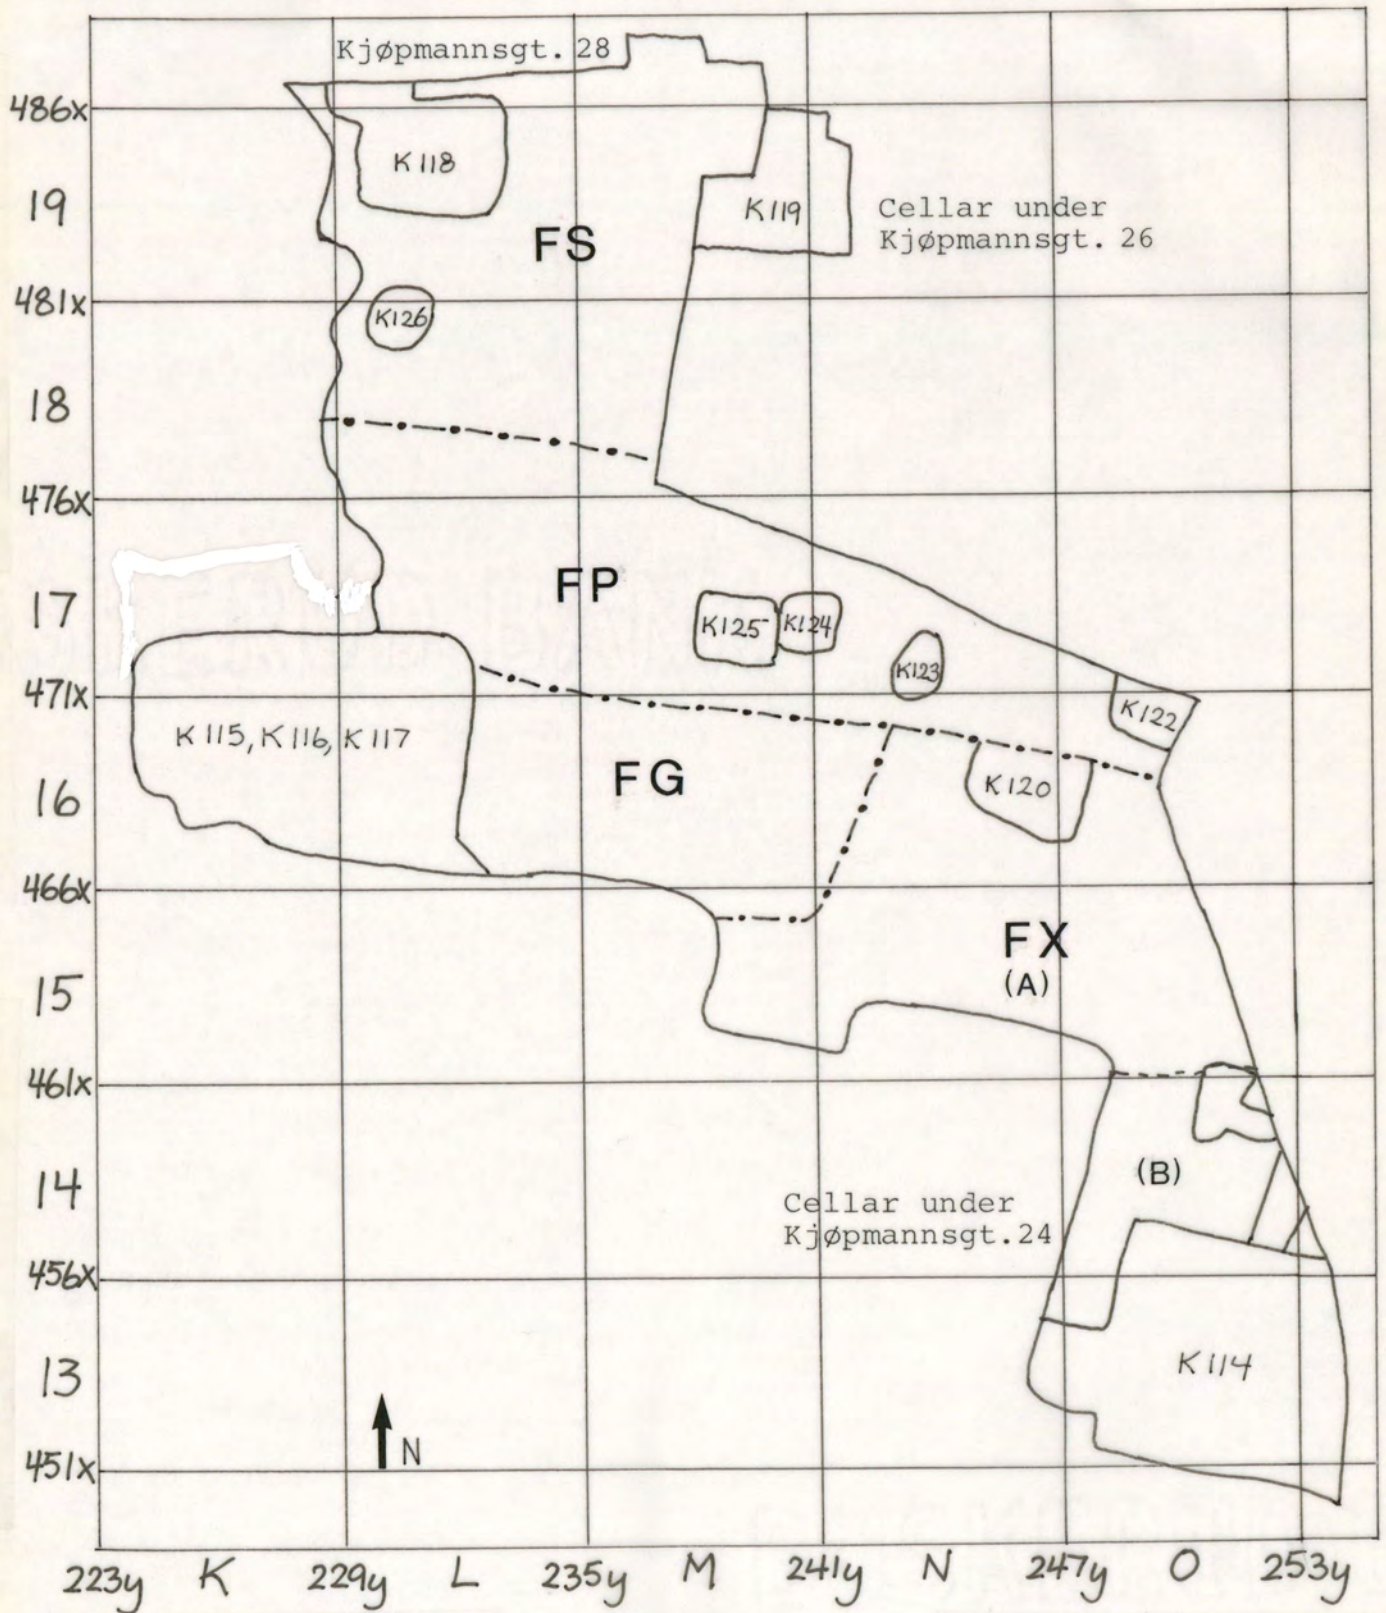 Kjøpmannsgt. 28
486x
K118
19
K119
Cellar under
Kjøpmannsgt. 26
FS
481x
K126
18
476x
FP
17
K125
K124
K123
471x
K122
K115, K116, K117
FG
K120
16
466x
FX
(A)
15
461x
(B)
14
Cellar under
Kjøpmannsgt.24
456x
K114
13
N
451x
223y K 229y L 235y M 241y N 247y O 253y